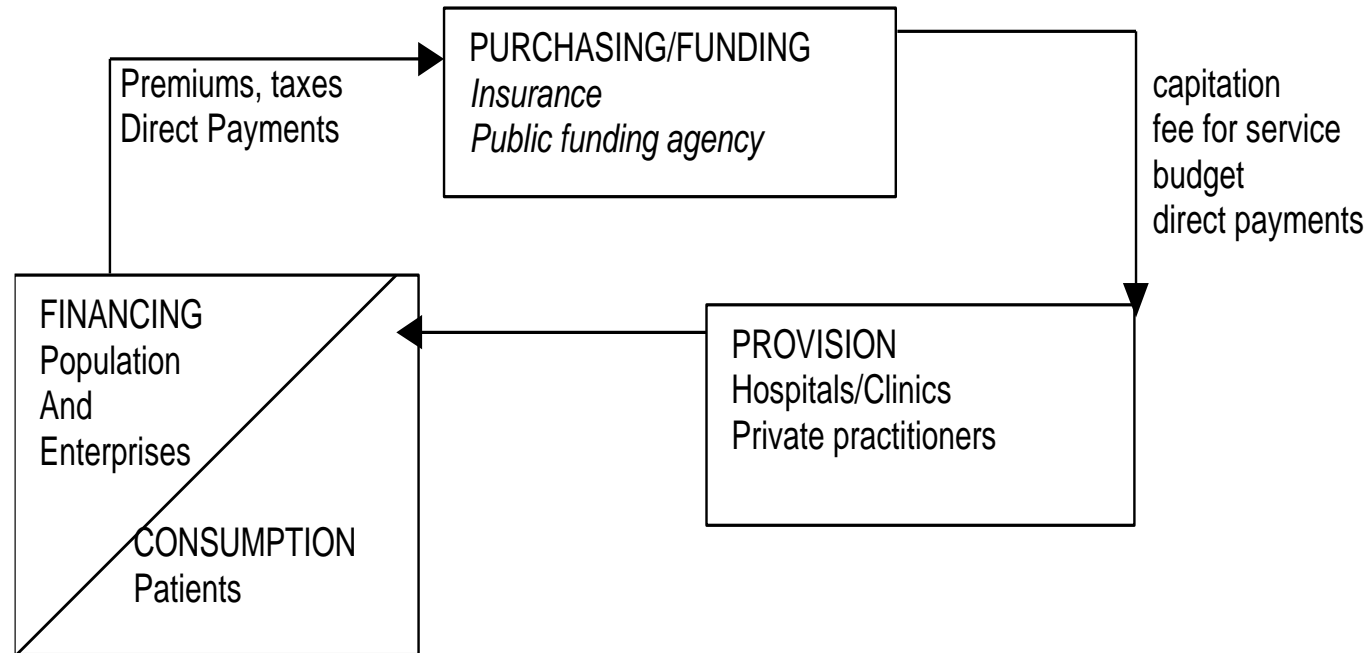 PURCHASING/FUNDING
Insurance
Public funding agency
Premiums, taxes
Direct Payments
capitation
fee for service
budget
direct payments
FINANCING
Population
And
Enterprises
CONSUMPTION
Patients
PROVISION
Hospitals/Clinics
Private practitioners